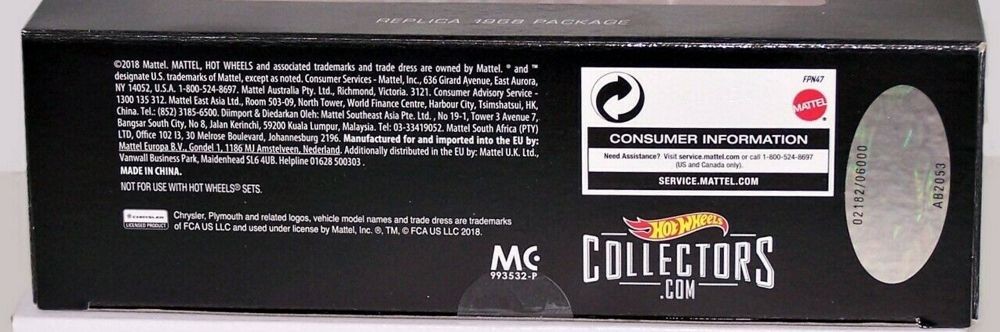 REPLICA 1968 PACKAGE
©2018 Mattel. MATTEL, HOT WHEELS and associated trademarks and trade dress are owned by Mattel. ® and ™
designate U.S. trademarks of Mattel, except as noted. Consumer Services - Mattel, Inc., 636 Girard Avenue, East Aurora,
NY 14052, U.S.A. 1-800-524-8697. Mattel Australia Pty. Ltd., Richmond, Victoria. 3121. Consumer Advisory Service -
1300 135 312. Mattel East Asia Ltd., Room 503-09, North Tower, World Finance Centre, Harbour City, Tsimshatsui, HK,
China. Tel.: (852) 3185-6500. Diimport & Diedarkan Oleh: Mattel Southeast Asia Pte. Ltd., No 19-1, Tower 3 Avenue 7,
Bangsar South City, No 8, Jalan Kerinchi, 59200 Kuala Lumpur, Malaysia. Tel: 03-33419052. Mattel South Africa (PTY)
LTD, Office 102 I3, 30 Melrose Boulevard, Johannesburg 2196. Manufactured for and imported into the EU by:
Mattel Europa B.V., Gondel 1, 1186 MJ Amstelveen, Nederland. Additionally distributed in the EU by: Mattel U.K. Ltd.,
Vanwall Business Park, Maidenhead SL6 4UB. Helpline 01628 500303.
MADE IN CHINA.
NOT FOR USE WITH HOT WHEELS® SETS.
CHRYSLER
LICENSED PRODUCT
Chrysler, Plymouth and related logos, vehicle model names and trade dress are trademarks
of FCA US LLC and used under license by Mattel, Inc. ®, TM, © FCA US LLC 2018.
MC
993532-P
FPN47
MATTEL
CONSUMER INFORMATION
Need Assistance? Visit service.mattel.com or call 1-800-524-8697
(US and Canada only).
SERVICE.MATTEL.COM
Hot Wheels
COLLECTORS
.COM
02182/06000
AB2053